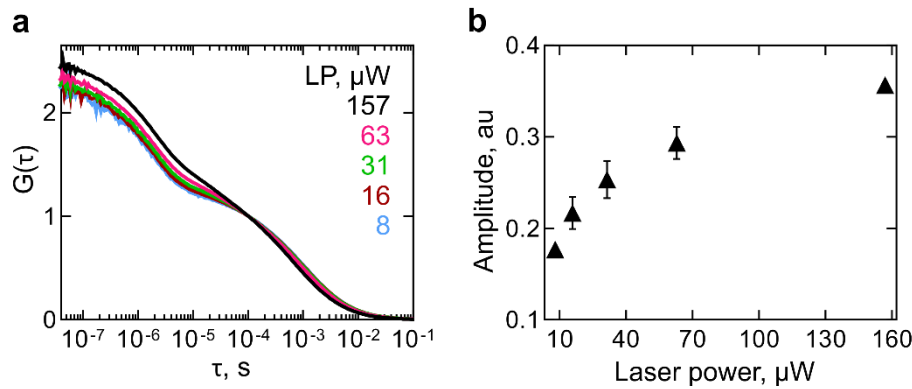 a
LP, µW
157
63
31
16
8
G(τ)
2
1
0
10⁻⁷ 10⁻⁶ 10⁻⁵ 10⁻⁴ 10⁻³ 10⁻² 10⁻¹
τ, s
b
Amplitude, au
0.4
0.3
0.2
0.1
10 40 70 100 130 160
Laser power, µW